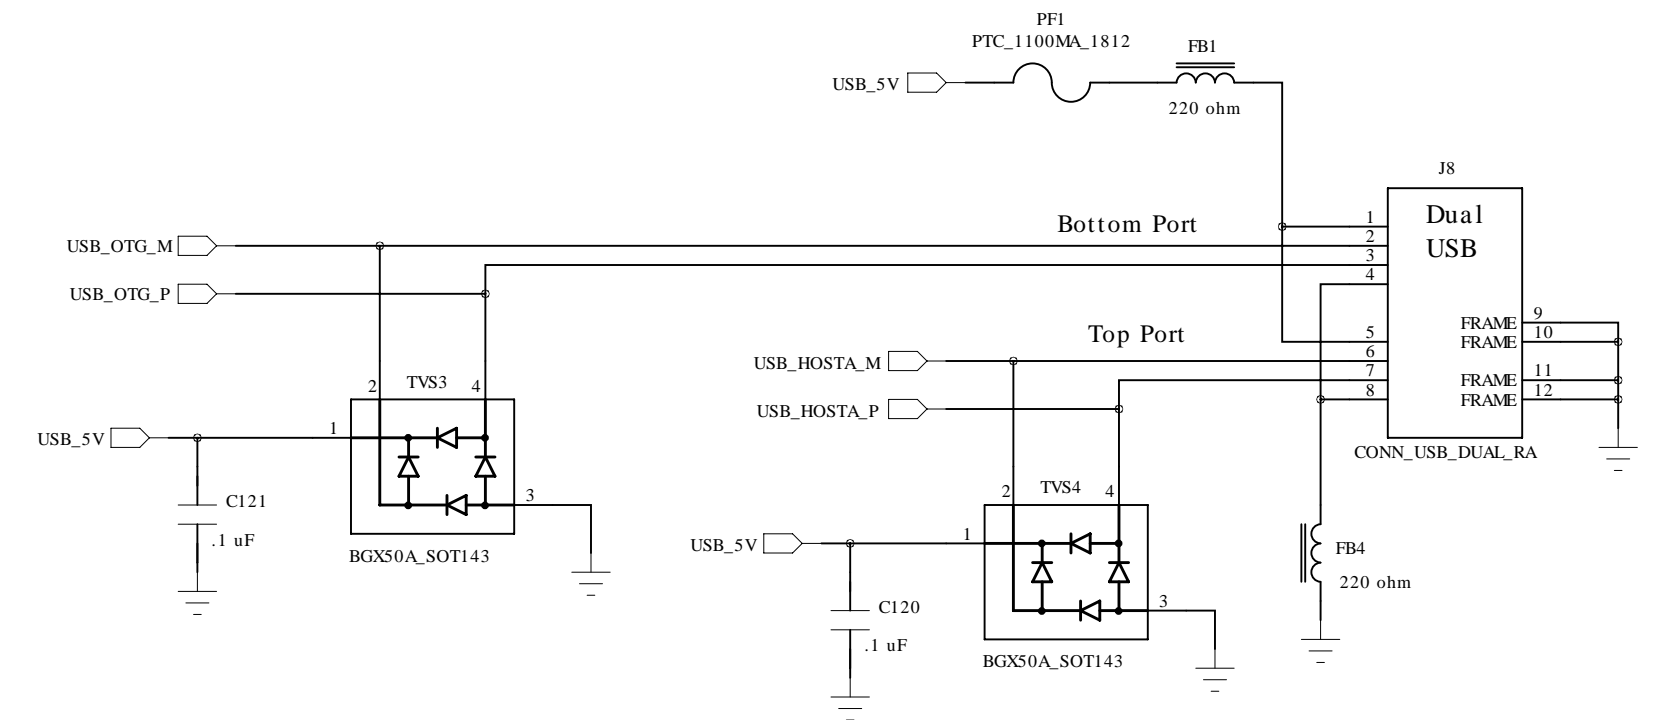 PF1
PTC_1100MA_1812
FB1
USB_5V
220 ohm
J8
Dual
USB
Bottom Port
1
2
3
4
USB_OTG_M
USB_OTG_P
Top Port
5
6
7
8
FRAME 9
FRAME 10
FRAME 11
FRAME 12
CONN_USB_DUAL_RA
USB_HOSTA_M
USB_HOSTA_P
2 TVS3 4
USB_5V
1
3
C121
.1 uF
BGX50A_SOT143
2 TVS4 4
USB_5V
1
3
C120
.1 uF
BGX50A_SOT143
FB4
220 ohm